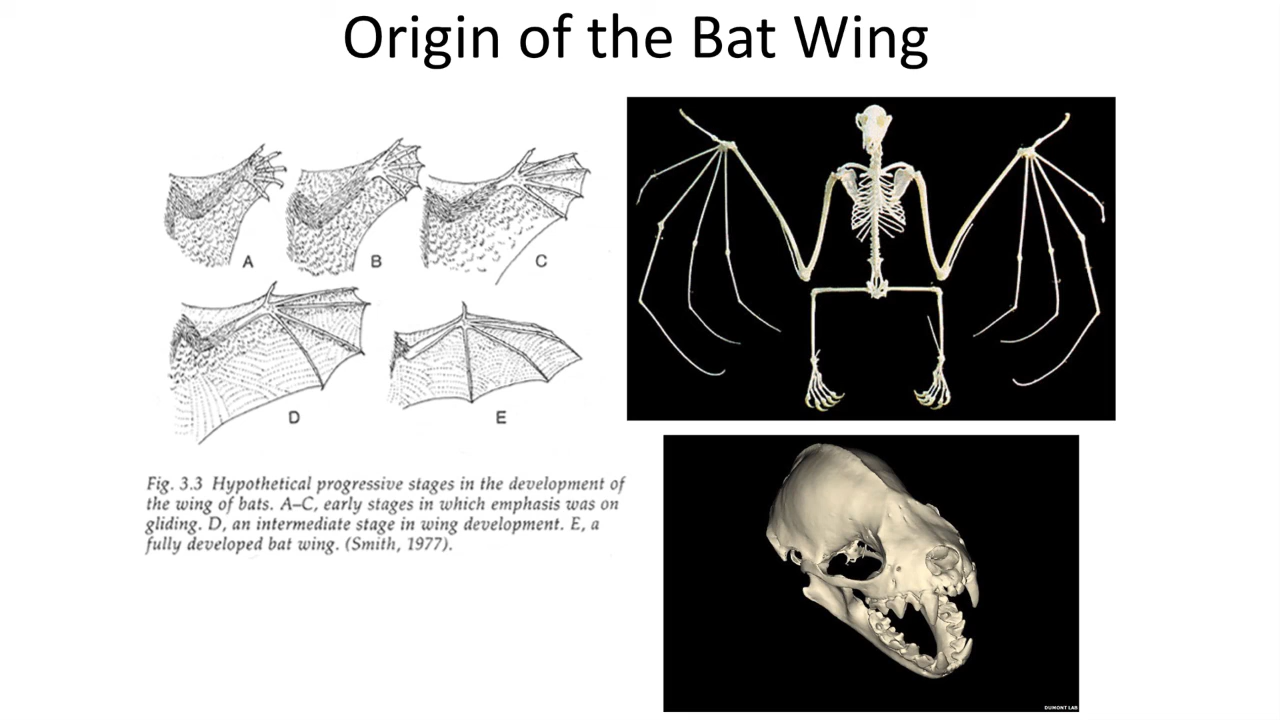 Origin of the Bat Wing
A
B
C
D
E
Fig. 3.3 Hypothetical progressive stages in the development of
the wing of bats. A–C, early stages in which emphasis was on
gliding. D, an intermediate stage in wing development. E, a
fully developed bat wing. (Smith, 1977).
DUMONT LAB